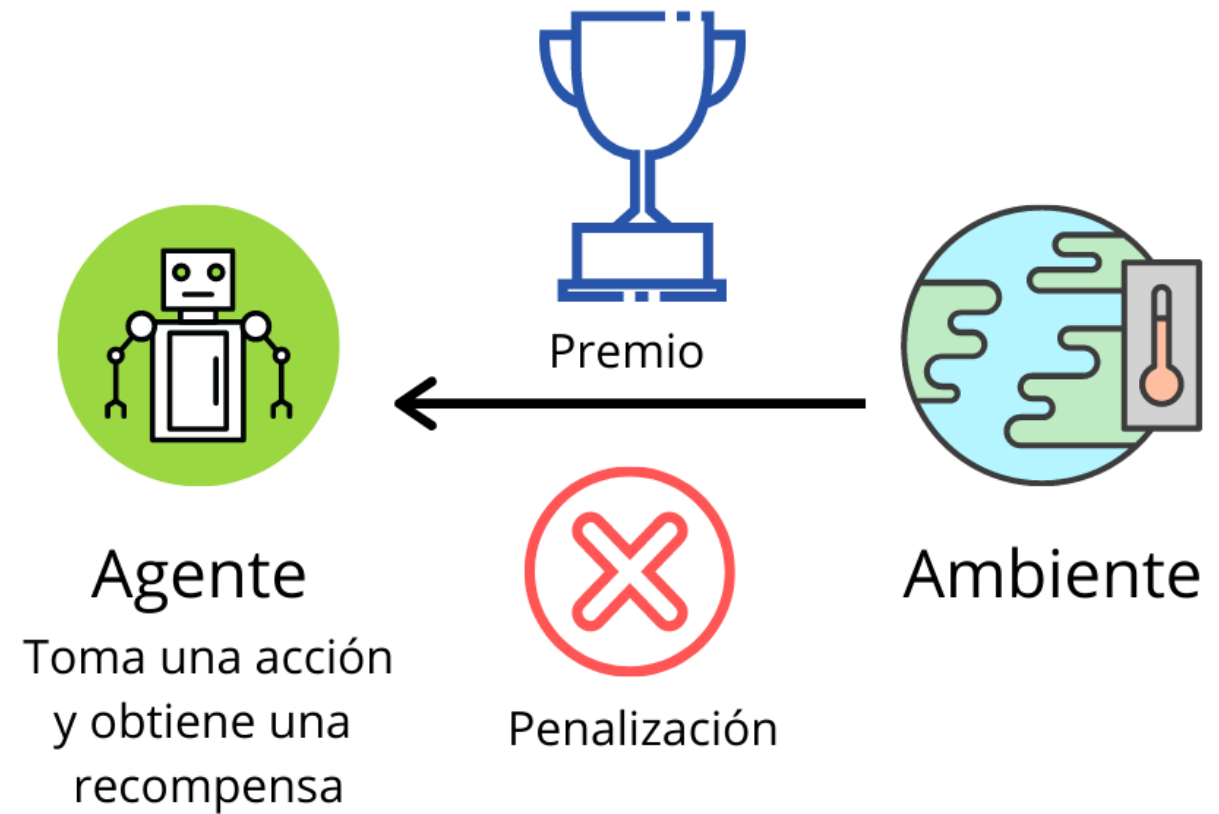 Premio
Agente
Toma una acción
y obtiene una
recompensa
Penalización
Ambiente